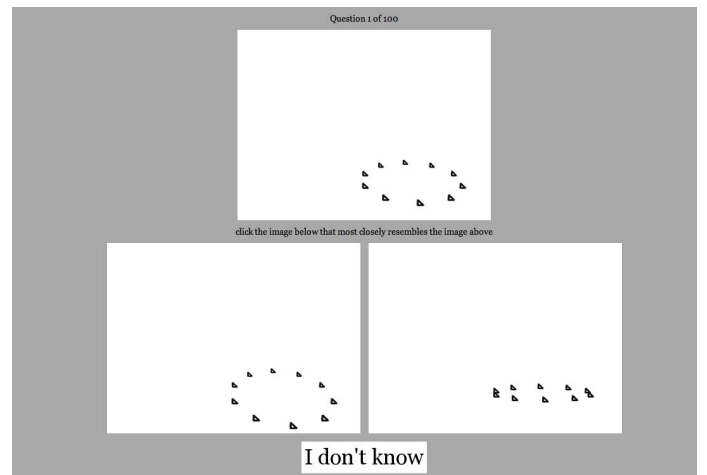 Question 1 of 100
click the image below that most closely resembles the image above
I don't know